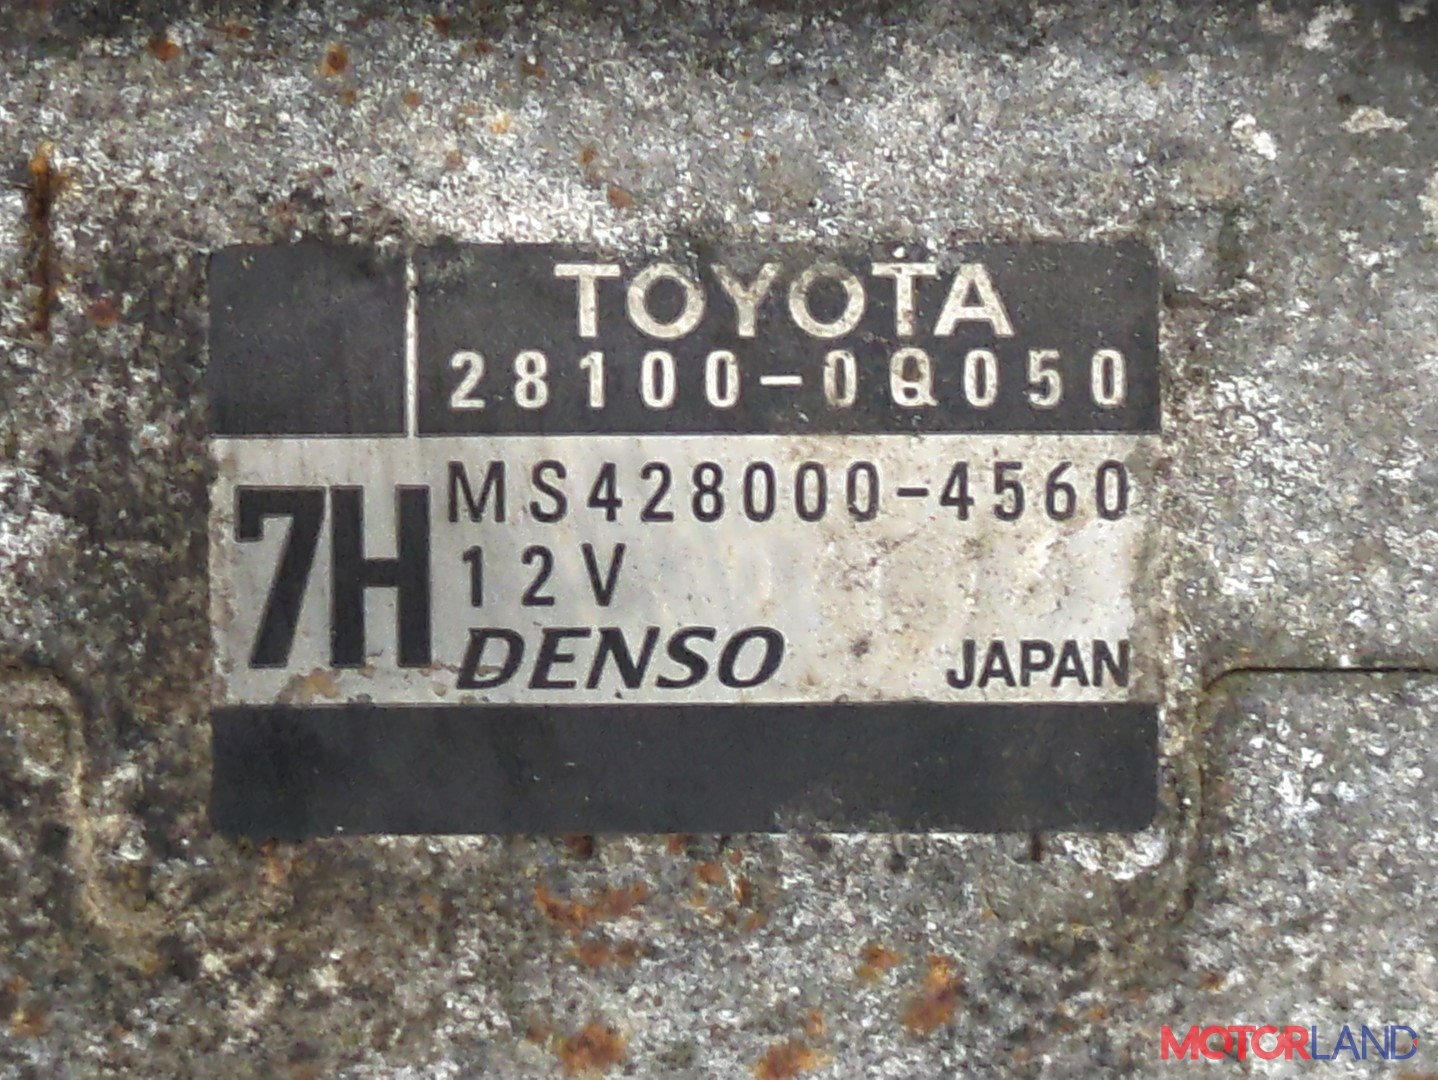 TOYOTA
28100-0Q050
7H
MS428000-4560
12V
DENSO JAPAN
MOTORLAND